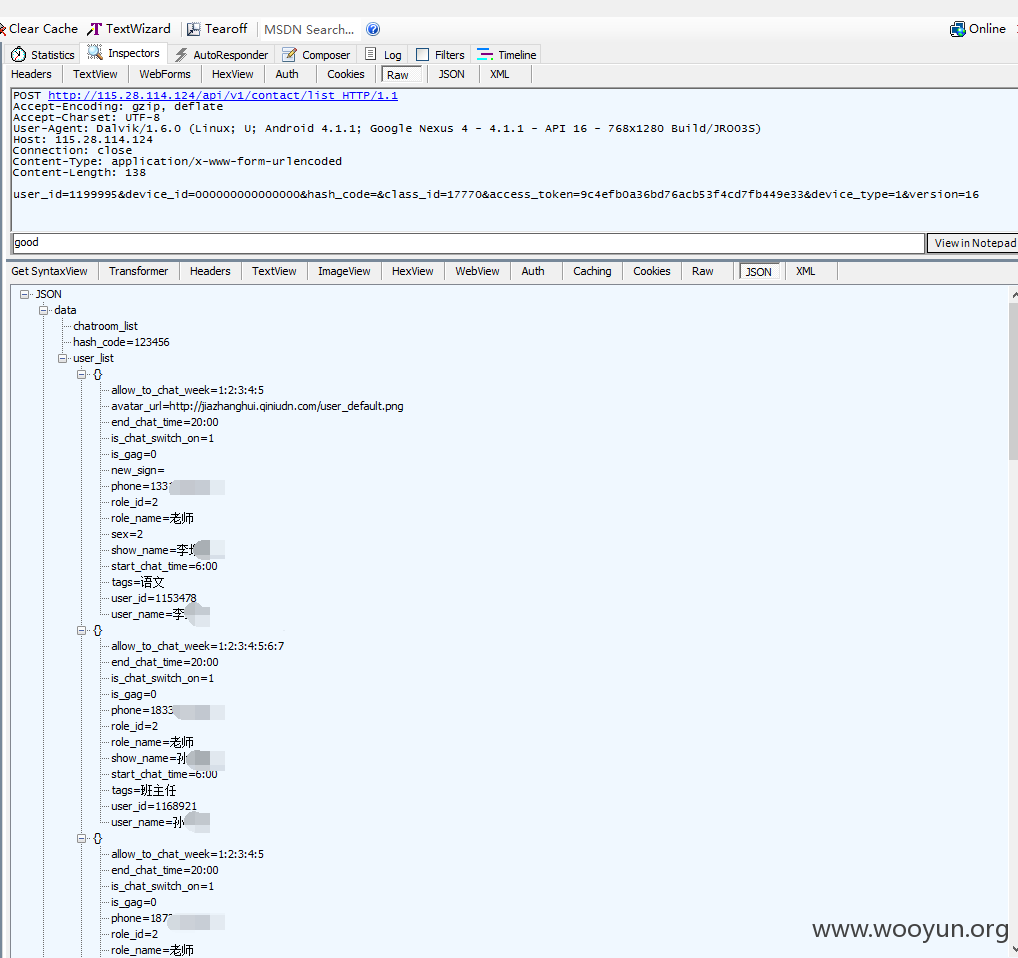 Clear Cache TextWizard Tearoff MSDN Search... Online
Statistics Inspectors AutoResponder Composer Log Filters Timeline
Headers TextView WebForms HexView Auth Cookies Raw JSON XML
POST http://115.28.114.124/api/v1/contact/list HTTP/1.1
Accept-Encoding: gzip, deflate
Accept-Charset: UTF-8
User-Agent: Dalvik/1.6.0 (Linux; U; Android 4.1.1; Google Nexus 4 - 4.1.1 - API 16 - 768x1280 Build/JRO03S)
Host: 115.28.114.124
Connection: close
Content-Type: application/x-www-form-urlencoded
Content-Length: 138
user_id=1199995&device_id=000000000000000&hash_code=&class_id=17770&access_token=9c4efb0a36bd76acb53f4cd7fb449e33&device_type=1&version=16
good View in Notepad
Get SyntaxView Transformer Headers TextView ImageView HexView WebView Auth Caching Cookies Raw JSON XML
JSON
data
chatroom_list
hash_code=123456
user_list
{}
allow_to_chat_week=1:2:3:4:5
avatar_url=http://jiazhanghui.qiniudn.com/user_default.png
end_chat_time=20:00
is_chat_switch_on=1
is_gag=0
new_sign=
phone=133
role_id=2
role_name=老师
sex=2
show_name=李
start_chat_time=6:00
tags=语文
user_id=1153478
user_name=李
{}
allow_to_chat_week=1:2:3:4:5:6:7
end_chat_time=20:00
is_chat_switch_on=1
is_gag=0
phone=1833
role_id=2
role_name=老师
show_name=孙
start_chat_time=6:00
tags=班主任
user_id=1168921
user_name=孙
{}
allow_to_chat_week=1:2:3:4:5
end_chat_time=20:00
is_chat_switch_on=1
is_gag=0
phone=187
role_id=2
role_name=老师
www.wooyun.org